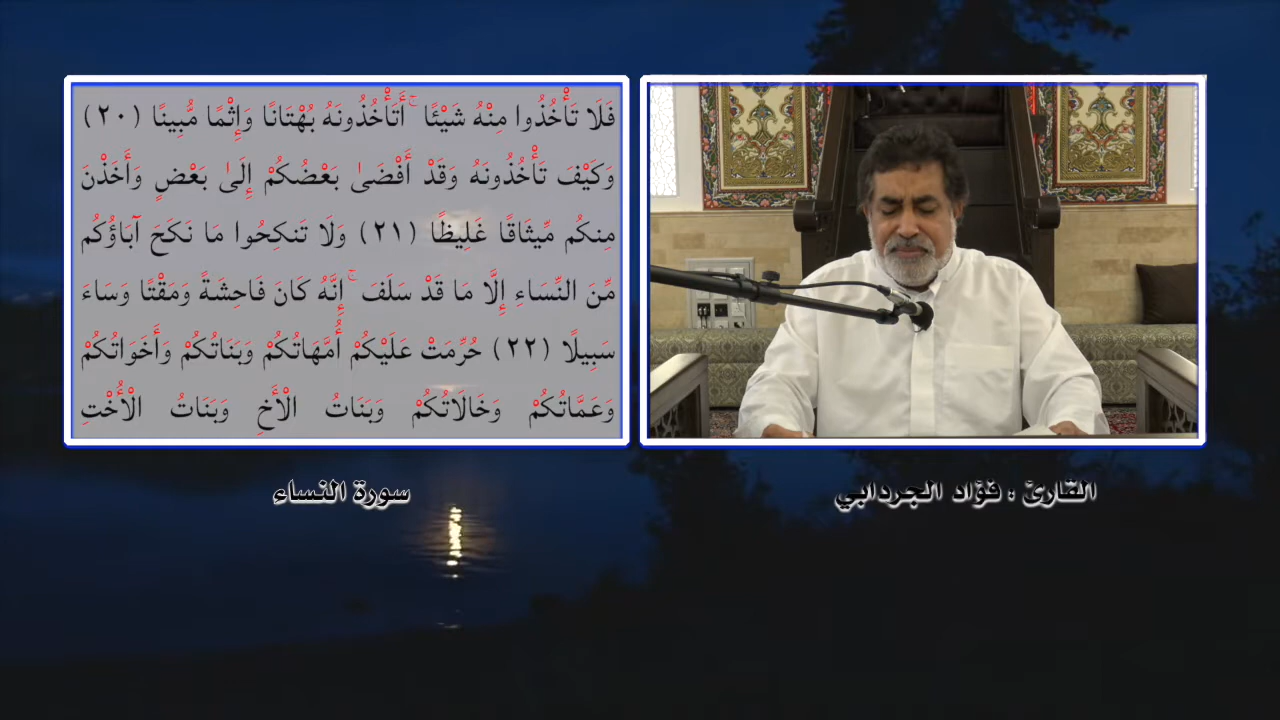 فَلَا تَأْخُذُوا مِنْهُ شَيْئًا ۚ أَتَأْخُذُونَهُ بُهْتَانًا وَإِثْمًا مُّبِينًا (٢٠)
وَكَيْفَ تَأْخُذُونَهُ وَقَدْ أَفْضَىٰ بَعْضُكُمْ إِلَىٰ بَعْضٍ وَأَخَذْنَ
مِنكُم مِّيثَاقًا غَلِيظًا (٢١) وَلَا تَنكِحُوا مَا نَكَحَ آبَاؤُكُم
مِّنَ النِّسَاءِ إِلَّا مَا قَدْ سَلَفَ ۚ إِنَّهُ كَانَ فَاحِشَةً وَمَقْتًا وَسَاءَ
سَبِيلًا (٢٢) حُرِّمَتْ عَلَيْكُمْ أُمَّهَاتُكُمْ وَبَنَاتُكُمْ وَأَخَوَاتُكُمْ
وَعَمَّاتُكُمْ وَخَالَاتُكُمْ وَبَنَاتُ الْأَخِ وَبَنَاتُ الْأُخْتِ
القارئ : فؤاد الجردابي
سورة النساء